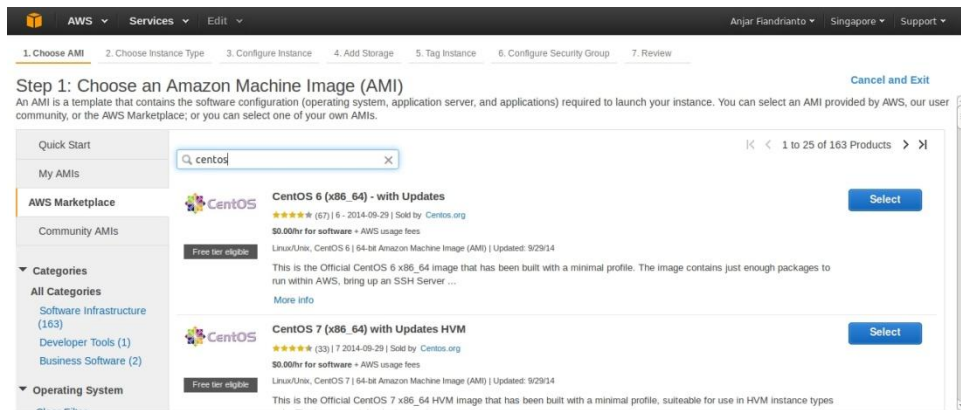 AWS Services Edit Anjar Fiandrianto Singapore Support
1. Choose AMI 2. Choose Instance Type 3. Configure Instance 4. Add Storage 5. Tag Instance 6. Configure Security Group 7. Review
Step 1: Choose an Amazon Machine Image (AMI)
Cancel and Exit
An AMI is a template that contains the software configuration (operating system, application server, and applications) required to launch your instance. You can select an AMI provided by AWS, our user
community, or the AWS Marketplace; or you can select one of your own AMIs.
Quick Start
My AMIs
AWS Marketplace
Community AMIs
Categories
All Categories
Software Infrastructure
(163)
Developer Tools (1)
Business Software (2)
Operating System
centos
1 to 25 of 163 Products
CentOS
Free tier eligible
CentOS 6 (x86_64) - with Updates
(67) | 6 - 2014-09-29 | Sold by Centos.org
$0.00/hr for software + AWS usage fees
Linux/Unix, CentOS 6 | 64-bit Amazon Machine Image (AMI) | Updated: 9/29/14
This is the Official CentOS 6 x86_64 image that has been built with a minimal profile. The image contains just enough packages to
run within AWS, bring up an SSH Server ...
More info
Select
CentOS
Free tier eligible
CentOS 7 (x86_64) with Updates HVM
(33) | 7 2014-09-29 | Sold by Centos.org
$0.00/hr for software + AWS usage fees
Linux/Unix, CentOS 7 | 64-bit Amazon Machine Image (AMI) | Updated: 9/29/14
This is the Official CentOS 7 x86_64 HVM image that has been built with a minimal profile, suiteable for use in HVM instance types
Select